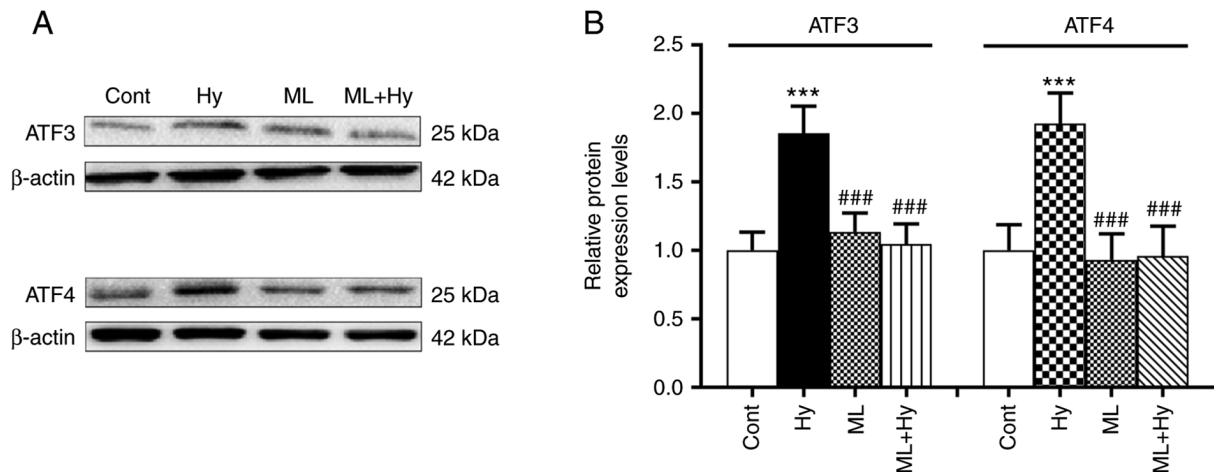 A
Cont Hy ML ML+Hy
ATF3 25 kDa
β-actin 42 kDa
ATF4 25 kDa
β-actin 42 kDa
B
ATF3 ATF4
Relative protein
expression levels
2.5
2.0
1.5
1.0
0.5
0.0
*** ### ### *** ### ###
Cont Hy ML ML+Hy Cont Hy ML ML+Hy